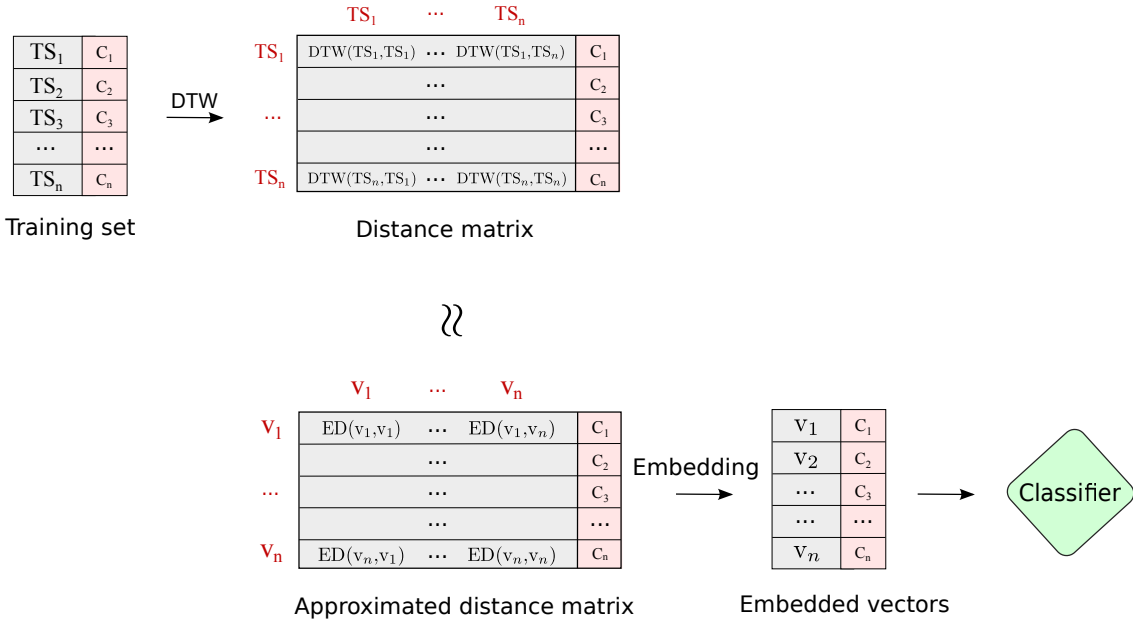 TS₁ ... TSₙ
TS₁ C₁
TS₂ C₂
TS₃ C₃
... ...
TSₙ Cₙ
Training set
DTW
TS₁ DTW(TS₁,TS₁) ... DTW(TS₁,TSₙ) C₁
... C₂
... ... C₃
... ...
TSₙ DTW(TSₙ,TS₁) ... DTW(TSₙ,TSₙ) Cₙ
Distance matrix
≈
v₁ ... vₙ
v₁ ED(v₁,v₁) ... ED(v₁,vₙ) C₁
... C₂
... ... C₃
... ...
vₙ ED(vₙ,v₁) ... ED(vₙ,vₙ) Cₙ
Approximated distance matrix
Embedding
v₁ C₁
v₂ C₂
... C₃
... ...
vₙ Cₙ
Embedded vectors
Classifier